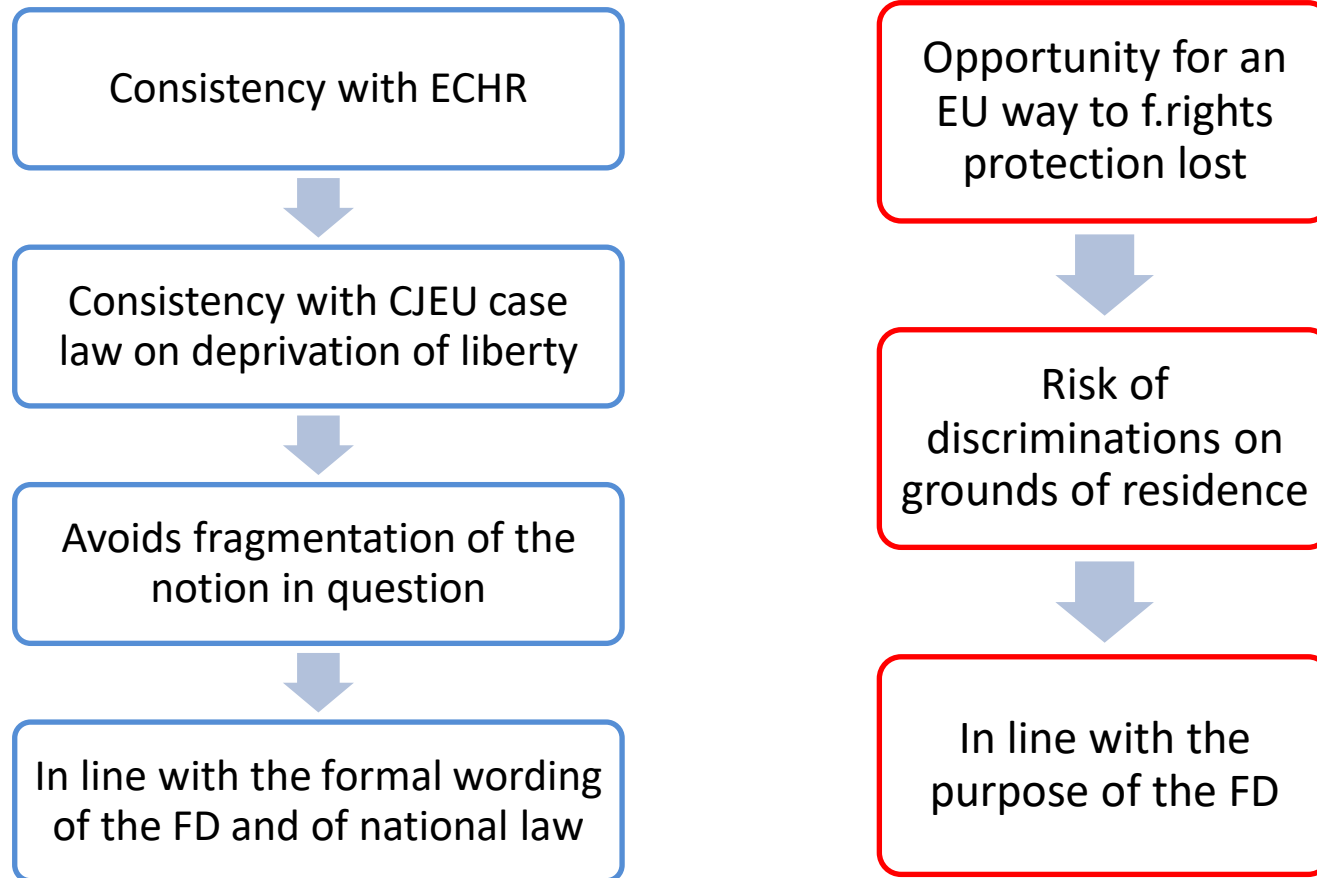 Consistency with ECHR
Consistency with CJEU case
law on deprivation of liberty
Avoids fragmentation of the
notion in question
In line with the formal wording
of the FD and of national law
Opportunity for an
EU way to f.rights
protection lost
Risk of
discriminations on
grounds of residence
In line with the
purpose of the FD